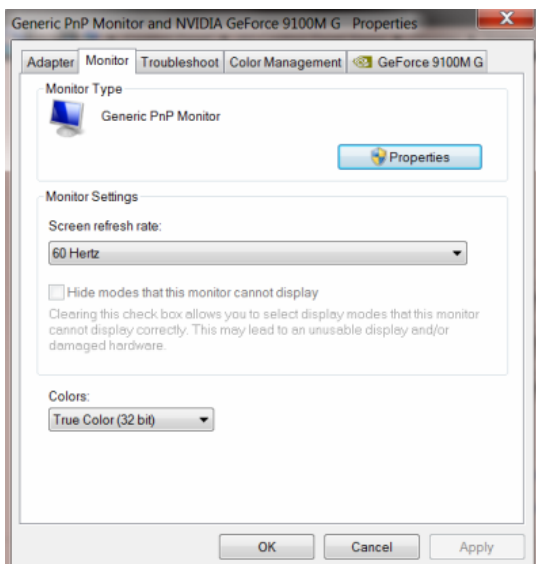 Generic PnP Monitor and NVIDIA GeForce 9100M G Properties
Adapter Monitor Troubleshoot Color Management GeForce 9100M G
Monitor Type
Generic PnP Monitor
Properties
Monitor Settings
Screen refresh rate:
60 Hertz
Hide modes that this monitor cannot display
Clearing this check box allows you to select display modes that this monitor
cannot display correctly. This may lead to an unusable display and/or
damaged hardware.
Colors:
True Color (32 bit)
OK Cancel Apply